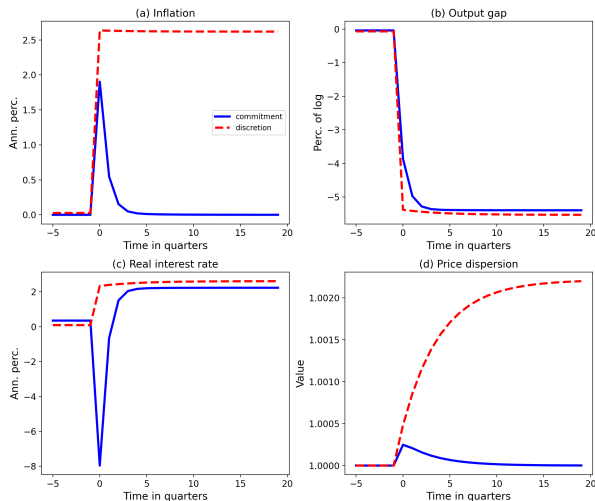 (a) Inflation
Ann. perc.
2.5
2.0
1.5
1.0
0.5
0.0
commitment
discretion
−5 0 5 10 15 20
Time in quarters
(b) Output gap
Perc. of log
0
−1
−2
−3
−4
−5
−5 0 5 10 15 20
Time in quarters
(c) Real interest rate
Ann. perc.
2
0
−2
−4
−6
−8
−5 0 5 10 15 20
Time in quarters
(d) Price dispersion
Value
1.0020
1.0015
1.0010
1.0005
1.0000
−5 0 5 10 15 20
Time in quarters